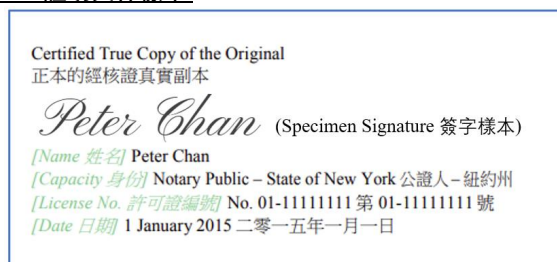 Certified True Copy of the Original
正本的經核證真實副本
Peter Chan (Specimen Signature 簽字樣本)
[Name 姓名] Peter Chan
[Capacity 身份] Notary Public – State of New York 公證人 – 紐約州
[License No. 許可證編號] No. 01-11111111 第 01-11111111 號
[Date 日期] 1 January 2015 二零一五年一月一日